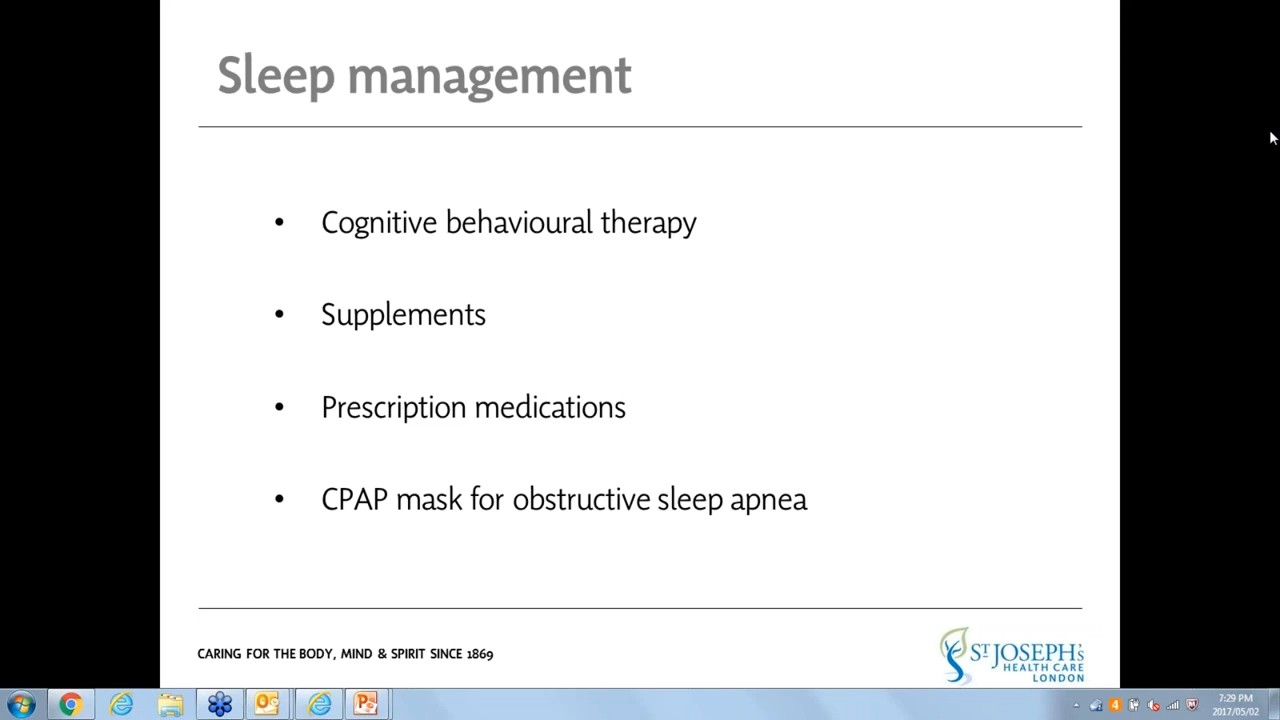 Sleep management
• Cognitive behavioural therapy
• Supplements
• Prescription medications
• CPAP mask for obstructive sleep apnea
CARING FOR THE BODY, MIND & SPIRIT SINCE 1869
ST JOSEPH'S
HEALTH CARE
LONDON
7:29 PM
2017/05/02